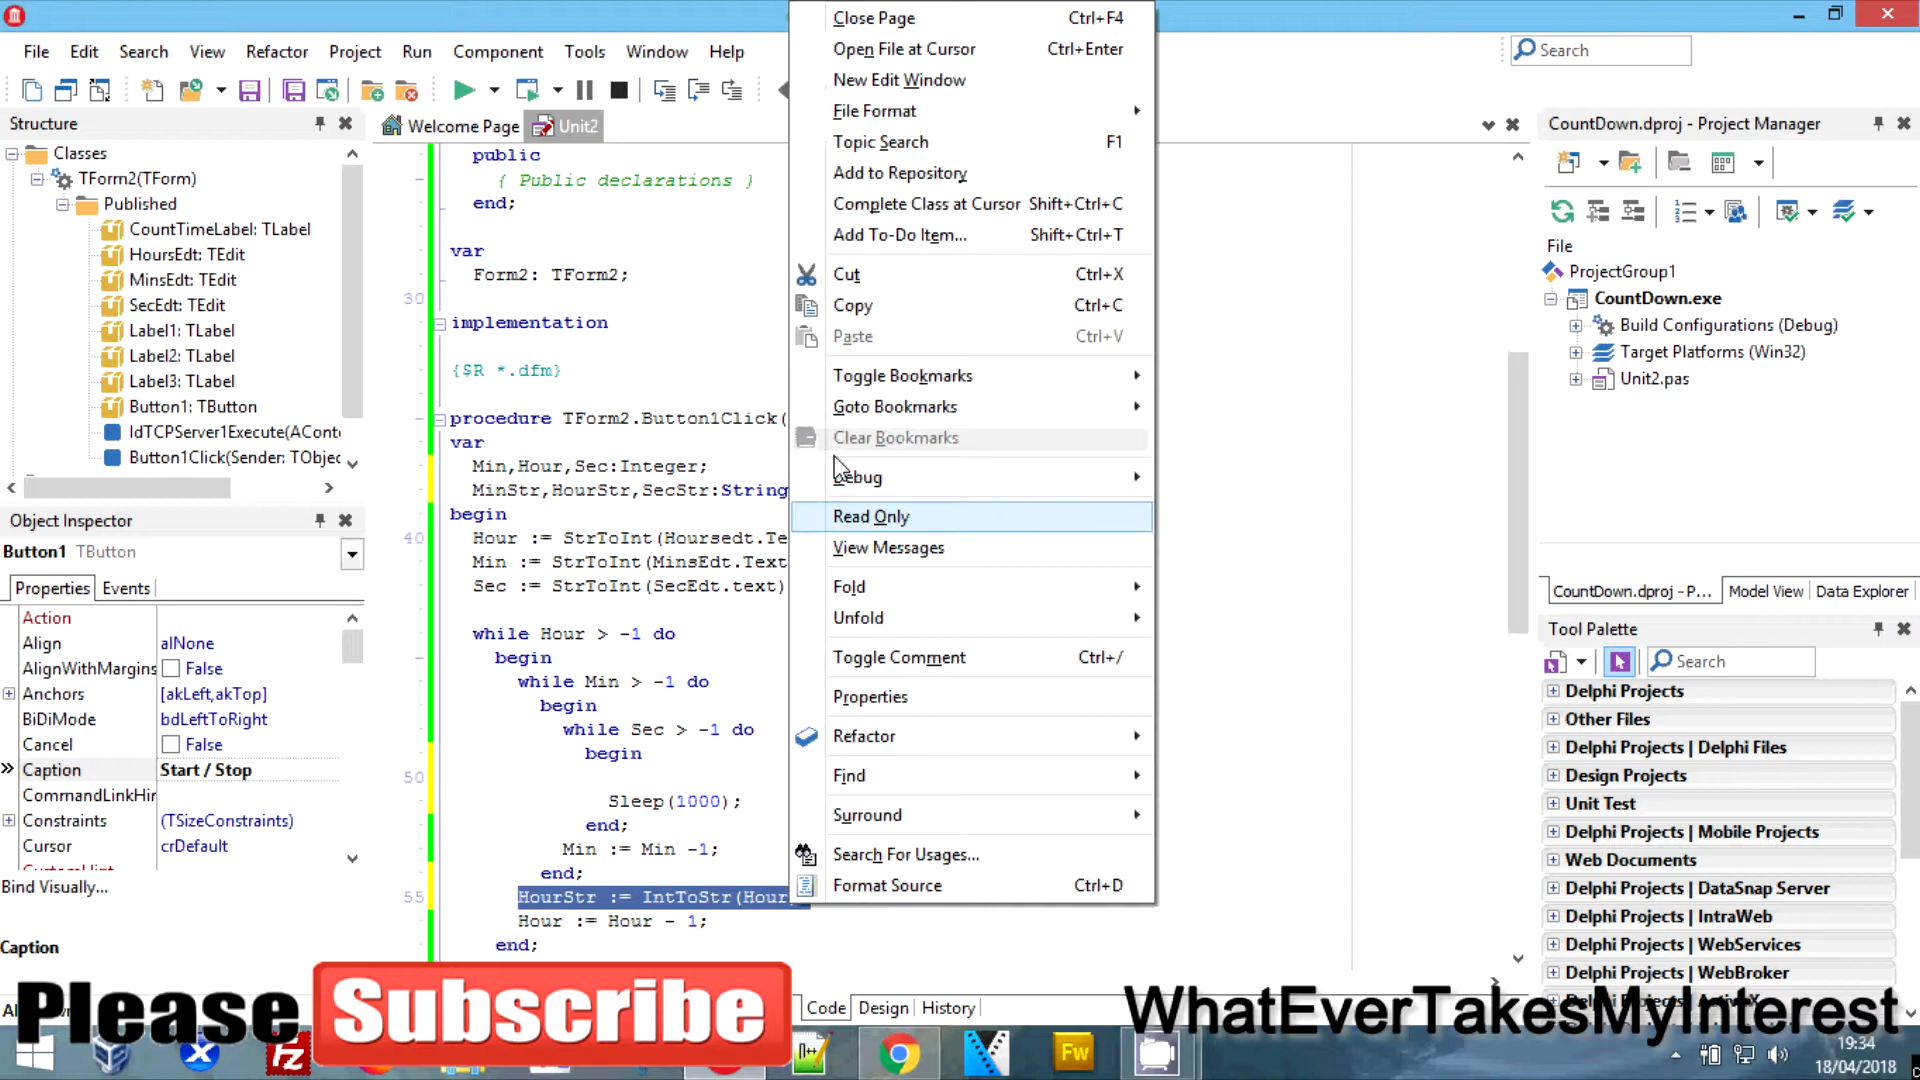 File Edit Search View Refactor Project Run Component Tools Window Help
Search
Structure
Classes
TForm2(TForm)
Published
CountTimeLabel: TLabel
HoursEdt: TEdit
MinsEdt: TEdit
SecEdt: TEdit
Label1: TLabel
Label2: TLabel
Label3: TLabel
Button1: TButton
IdTCPServer1Execute(ACont
Button1Click(Sender: TObjec
Object Inspector
Button1 TButton
Properties Events
Action
Align alNone
AlignWithMargins False
Anchors [akLeft,akTop]
BiDiMode bdLeftToRight
Cancel False
Caption Start / Stop
CommandLinkHir
Constraints (TSizeConstraints)
Cursor crDefault
Bind Visually...
Caption
Welcome Page Unit2
public
{ Public declarations }
end;
var
Form2: TForm2;
30
implementation
{$R *.dfm}
procedure TForm2.Button1Click(
var
Min,Hour,Sec:Integer;
MinStr,HourStr,SecStr:String
begin
40 Hour := StrToInt(Hoursedt.Te
Min := StrToInt(MinsEdt.Text
Sec := StrToInt(SecEdt.text)
while Hour > -1 do
begin
while Min > -1 do
begin
while Sec > -1 do
begin
50
Sleep(1000);
end;
Min := Min -1;
end;
55 HourStr := IntToStr(Hour
Hour := Hour - 1;
end;
Code Design History
Close Page Ctrl+F4
Open File at Cursor Ctrl+Enter
New Edit Window
File Format
Topic Search F1
Add to Repository
Complete Class at Cursor Shift+Ctrl+C
Add To-Do Item... Shift+Ctrl+T
Cut Ctrl+X
Copy Ctrl+C
Paste Ctrl+V
Toggle Bookmarks
Goto Bookmarks
Clear Bookmarks
Debug
Read Only
View Messages
Fold
Unfold
Toggle Comment Ctrl+/
Properties
Refactor
Find
Surround
Search For Usages...
Format Source Ctrl+D
CountDown.dproj - Project Manager
File
ProjectGroup1
CountDown.exe
Build Configurations (Debug)
Target Platforms (Win32)
Unit2.pas
CountDown.dproj - P... Model View Data Explorer
Tool Palette
Search
Delphi Projects
Other Files
Delphi Projects | Delphi Files
Design Projects
Unit Test
Delphi Projects | Mobile Projects
Web Documents
Delphi Projects | DataSnap Server
Delphi Projects | IntraWeb
Delphi Projects | WebServices
Delphi Projects | WebBroker
Please Subscribe
WhatEverTakesMyInterest
Fw
19:34
18/04/2018